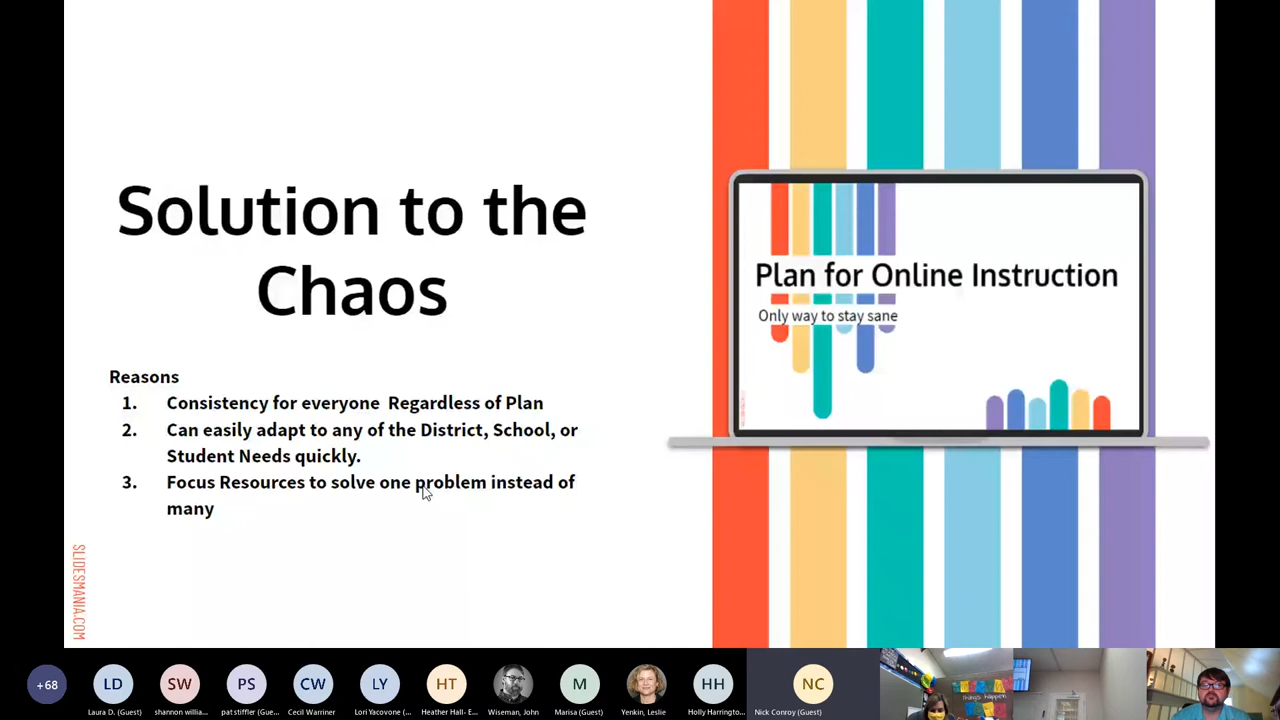 Solution to the
Chaos
Reasons
1. Consistency for everyone Regardless of Plan
2. Can easily adapt to any of the District, School, or
Student Needs quickly.
3. Focus Resources to solve one problem instead of
many
SLIDESMANIA.COM
Plan for Online Instruction
Only way to stay sane
+68
LD
SW
PS
CW
LY
HT
M
HH
NC
Laura D. (Guest)
shannon willia...
pat stiffler (Gue...
Cecil Warriner
Lori Yacovone (...
Heather Hall- E...
Wiseman, John
Marisa (Guest)
Yenkin, Leslie
Holly Harringto...
Nick Conroy (Guest)
things happen